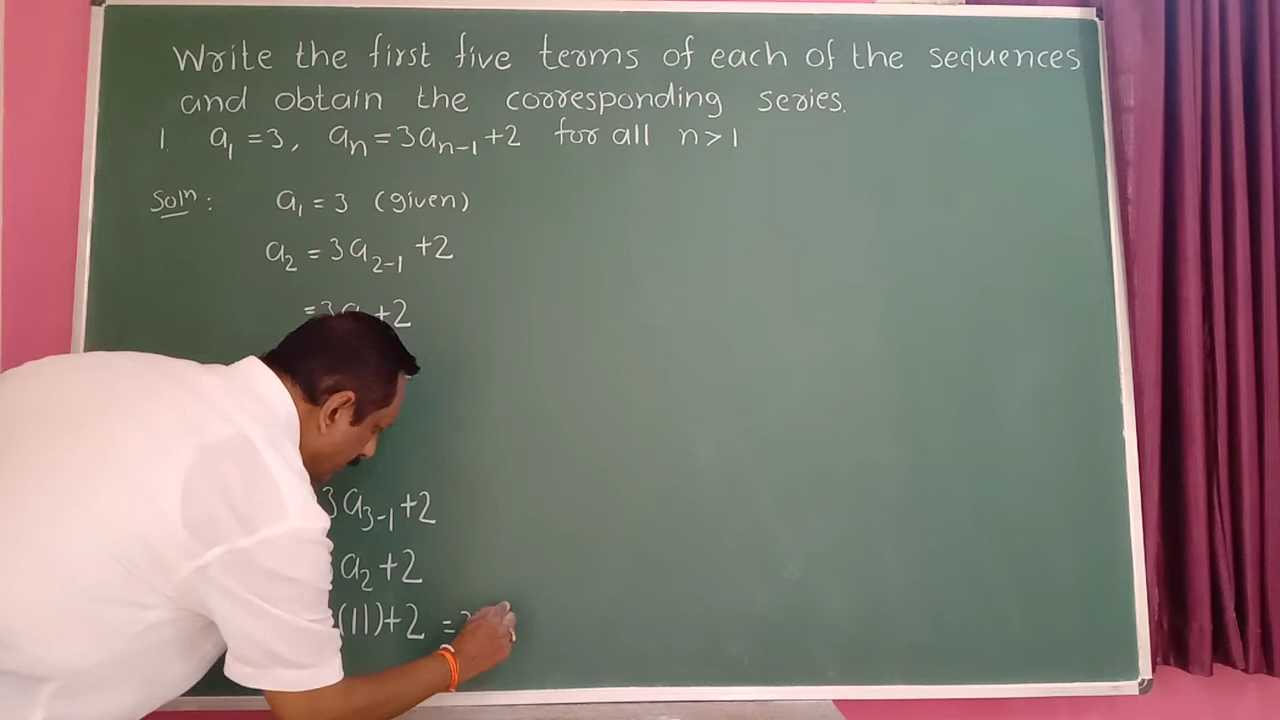 Write the first five terms of each of the sequences
and obtain the corresponding series.
1. a₁ = 3, aₙ = 3aₙ₋₁ + 2 for all n > 1
Solⁿ : a₁ = 3 (given)
a₂ = 3a₂₋₁ + 2
= 3a + 2
3a₃₋₁ + 2
a₂ + 2
(11) + 2 =